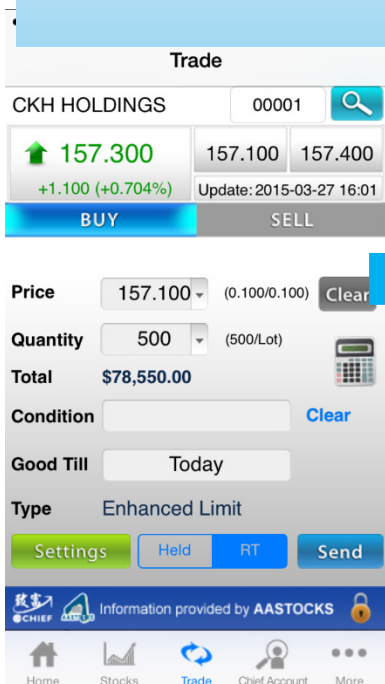 Trade
CKH HOLDINGS 00001
157.300 157.100 157.400
+1.100 (+0.704%) Update: 2015-03-27 16:01
BUY SELL
Price 157.100 (0.100/0.100) Clear
Quantity 500 (500/Lot)
Total $78,550.00
Condition Clear
Good Till Today
Type Enhanced Limit
Settings Held RT Send
致富 CHIEF Information provided by AASTOCKS
Home Stocks Trade Chief Account More